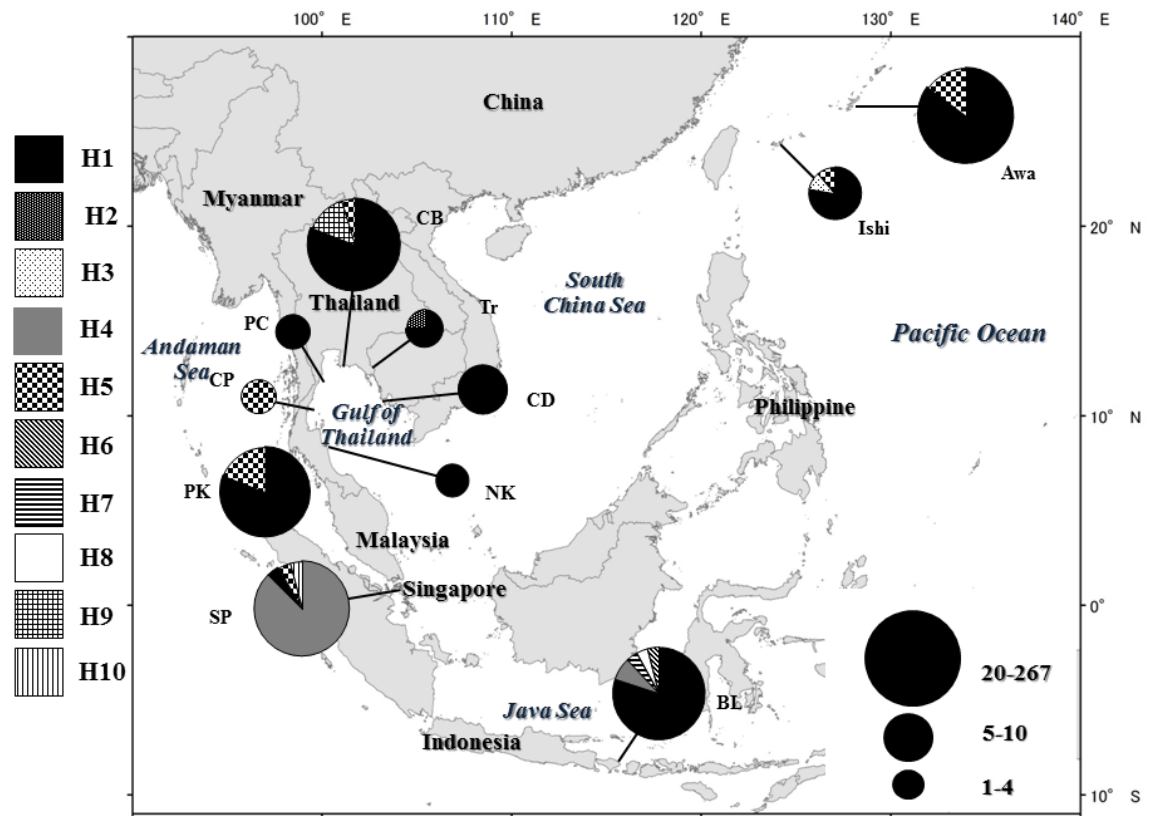 100° E
110° E
120° E
130° E
140° E
China
H1
H2
H3
H4
H5
H6
H7
H8
H9
H10
Awa
Myanmar
Ishi
CB
20° N
South
China Sea
Thailand
Tr
PC
Pacific Ocean
Andaman
Sea
CP
CD
Gulf of
Thailand
Philippine
10° N
PK
NK
Malaysia
Singapore
SP
0°
20-267
BL
Java Sea
5-10
Indonesia
1-4
10° S